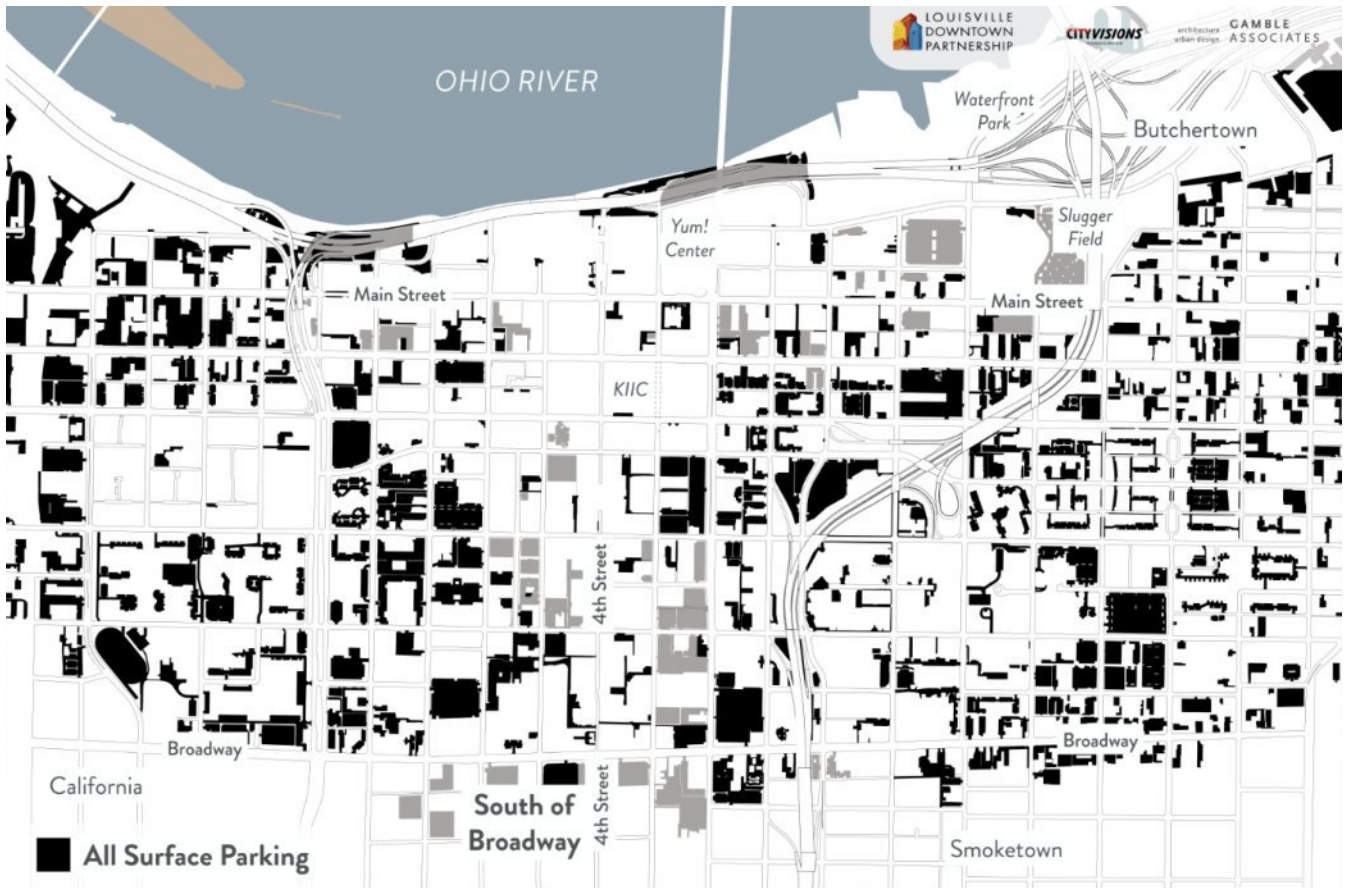 LOUISVILLE
DOWNTOWN
PARTNERSHIP
CITYVISIONS
architecture
urban design
GAMBLE
ASSOCIATES
OHIO RIVER
Waterfront
Park
Butchertown
Slugger
Field
Yum!
Center
Main Street
Main Street
KIIC
4th Street
Broadway
Broadway
California
South of
Broadway
4th Street
All Surface Parking
Smoketown